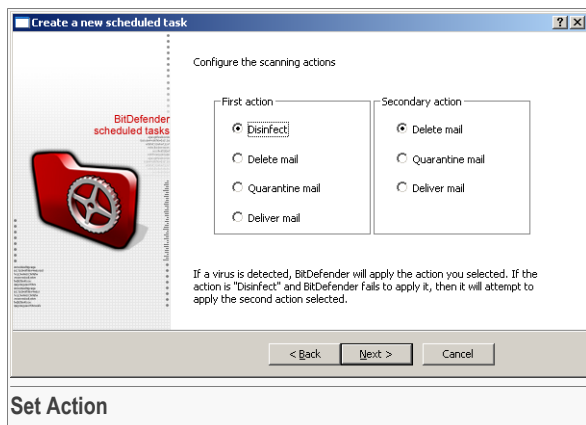 Create a new scheduled task
Configure the scanning actions
BitDefender
scheduled tasks
First action
Disinfect
Delete mail
Quarantine mail
Deliver mail
Secondary action
Delete mail
Quarantine mail
Deliver mail
If a virus is detected, BitDefender will apply the action you selected. If the
action is "Disinfect" and BitDefender fails to apply it, then it will attempt to
apply the second action selected.
< Back
Next >
Cancel
Set Action